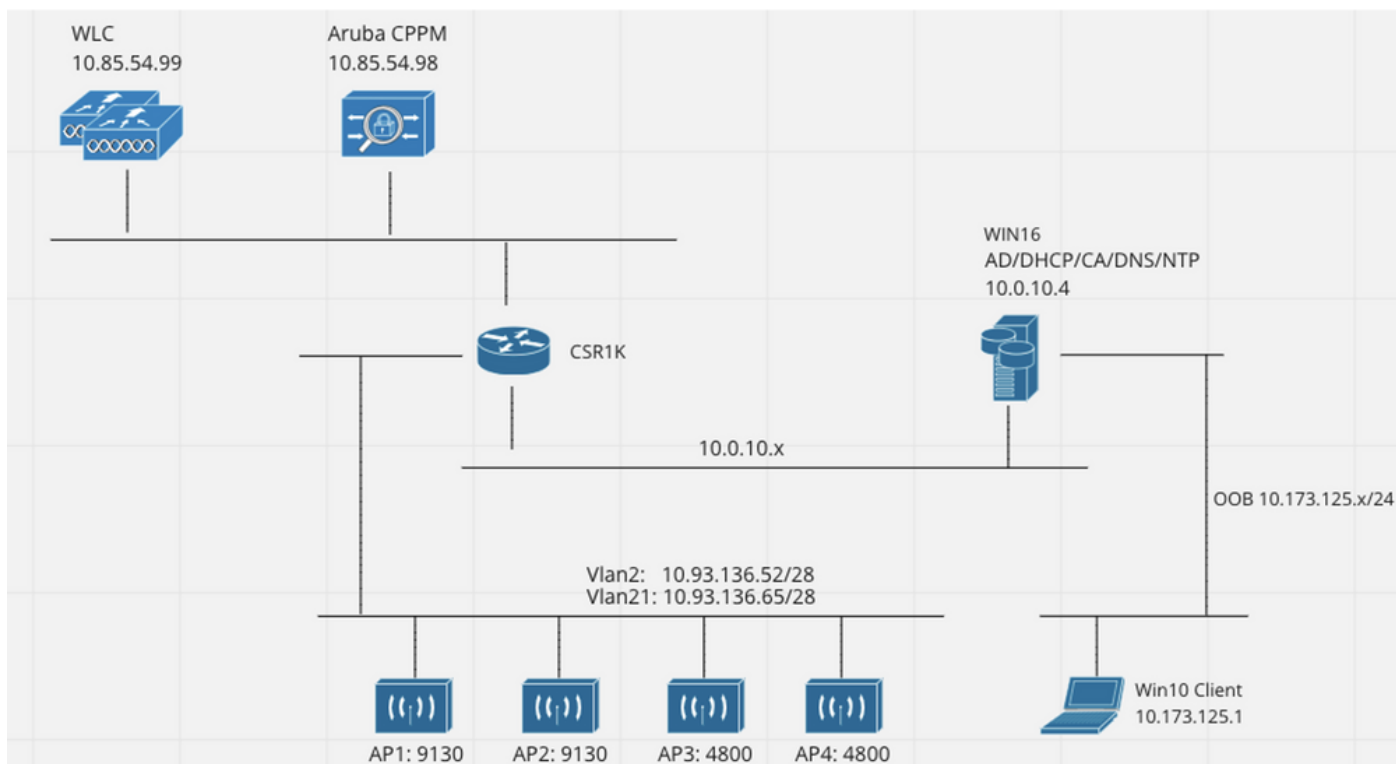 WLC
10.85.54.99
Aruba CPPM
10.85.54.98
WIN16
AD/DHCP/CA/DNS/NTP
10.0.10.4
CSR1K
10.0.10.x
OOB 10.173.125.x/24
Vlan2: 10.93.136.52/28
Vlan21: 10.93.136.65/28
AP1: 9130
AP2: 9130
AP3: 4800
AP4: 4800
Win10 Client
10.173.125.1